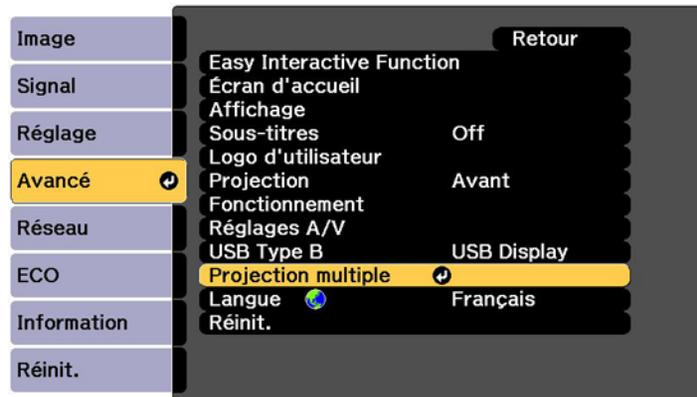 Image
Signal
Réglage
Avancé
Réseau
ECO
Information
Réinit.
Retour
Easy Interactive Function
Écran d'accueil
Affichage
Sous-titres Off
Logo d'utilisateur
Projection Avant
Fonctionnement
Réglages A/V
USB Type B USB Display
Projection multiple
Langue Français
Réinit.